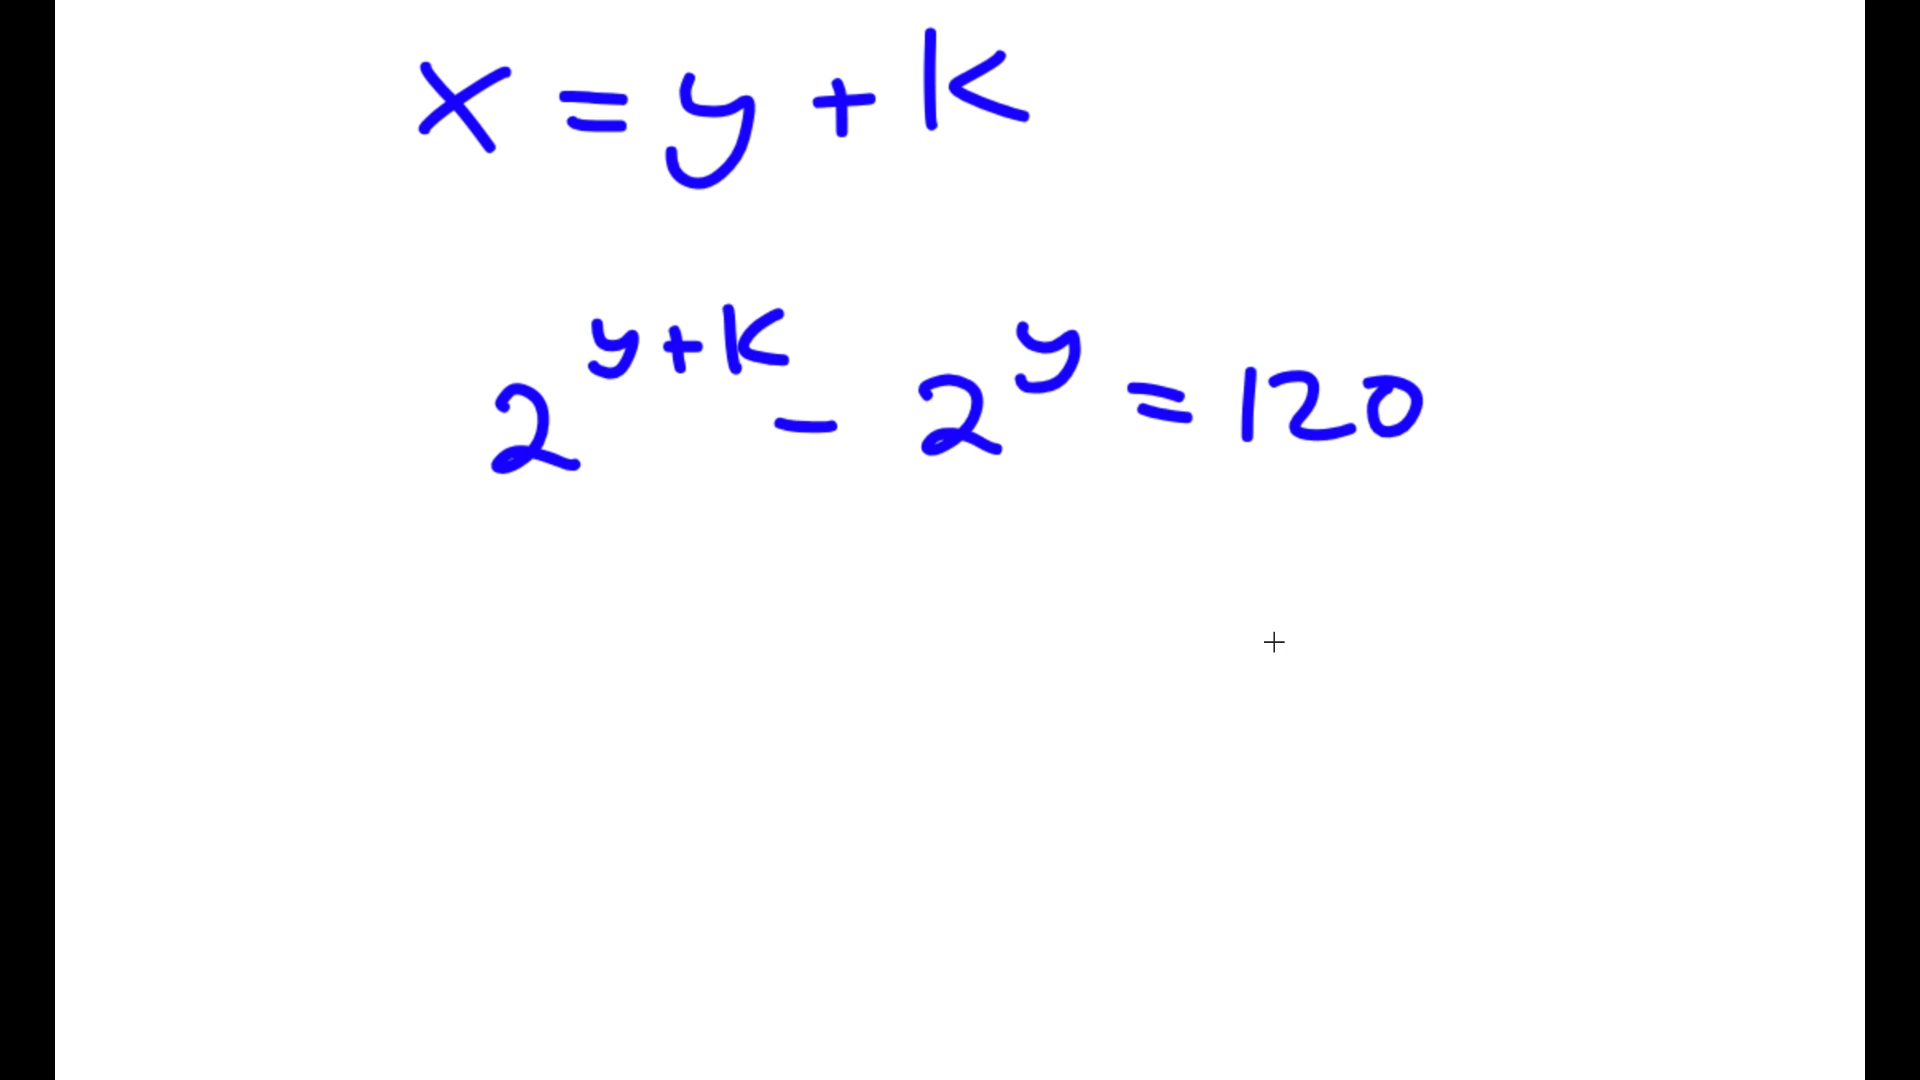 x = y + k
2^{y+k} - 2^{y} = 120